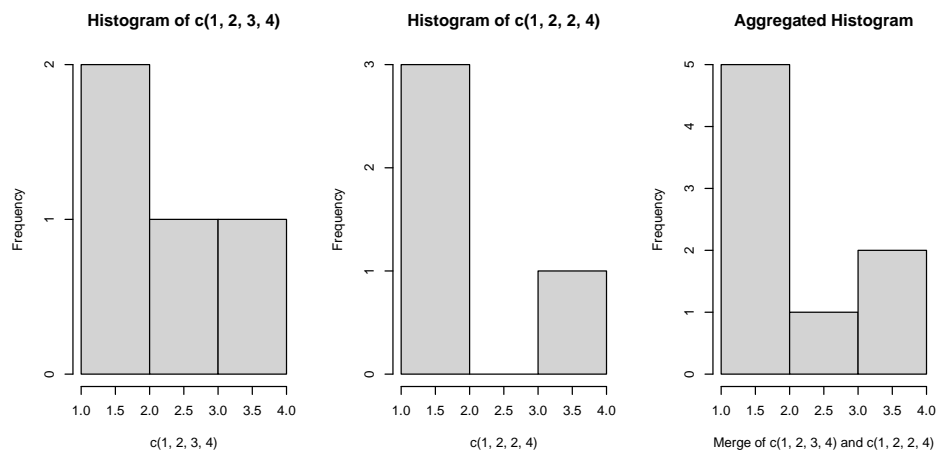 Histogram of c(1, 2, 3, 4)
Frequency
2
1
0
1.0 1.5 2.0 2.5 3.0 3.5 4.0
c(1, 2, 3, 4)
Histogram of c(1, 2, 2, 4)
Frequency
3
2
1
0
1.0 1.5 2.0 2.5 3.0 3.5 4.0
c(1, 2, 2, 4)
Aggregated Histogram
Frequency
5
4
3
2
1
0
1.0 1.5 2.0 2.5 3.0 3.5 4.0
Merge of c(1, 2, 3, 4) and c(1, 2, 2, 4)